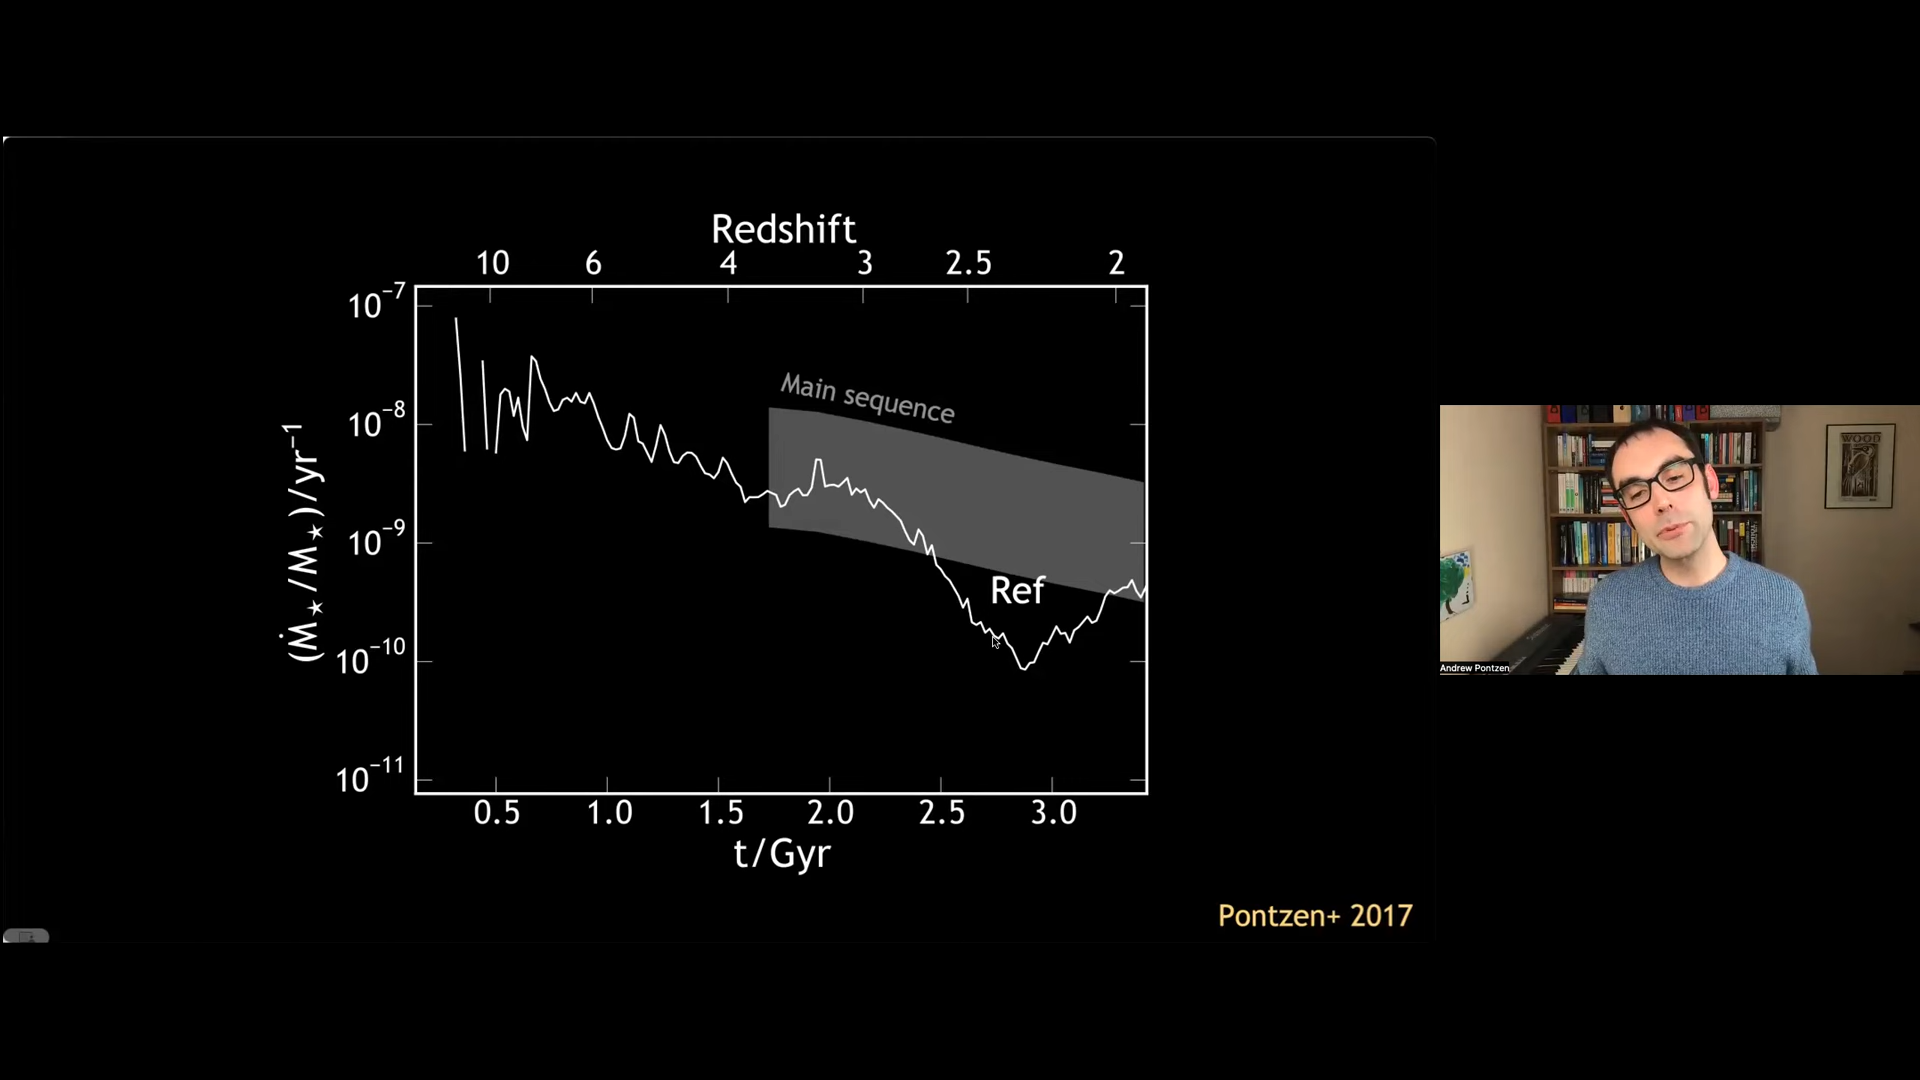 Redshift
10 6 4 3 2.5 2
10⁻⁷
10⁻⁸
10⁻⁹
10⁻¹⁰
10⁻¹¹
(Ṁ⋆/M⋆)/yr⁻¹
Main sequence
Ref
0.5 1.0 1.5 2.0 2.5 3.0
t/Gyr
Pontzen+ 2017
WOOD
Andrew Pontzen